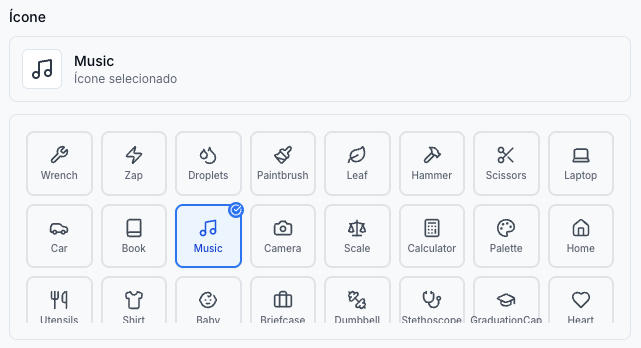 Ícone
Music
Ícone selecionado
Wrench Zap Droplets Paintbrush Leaf Hammer Scissors Laptop
Car Book Music Camera Scale Calculator Palette Home
Utensils Shirt Baby Briefcase Dumbbell Stethoscope GraduationCap Heart